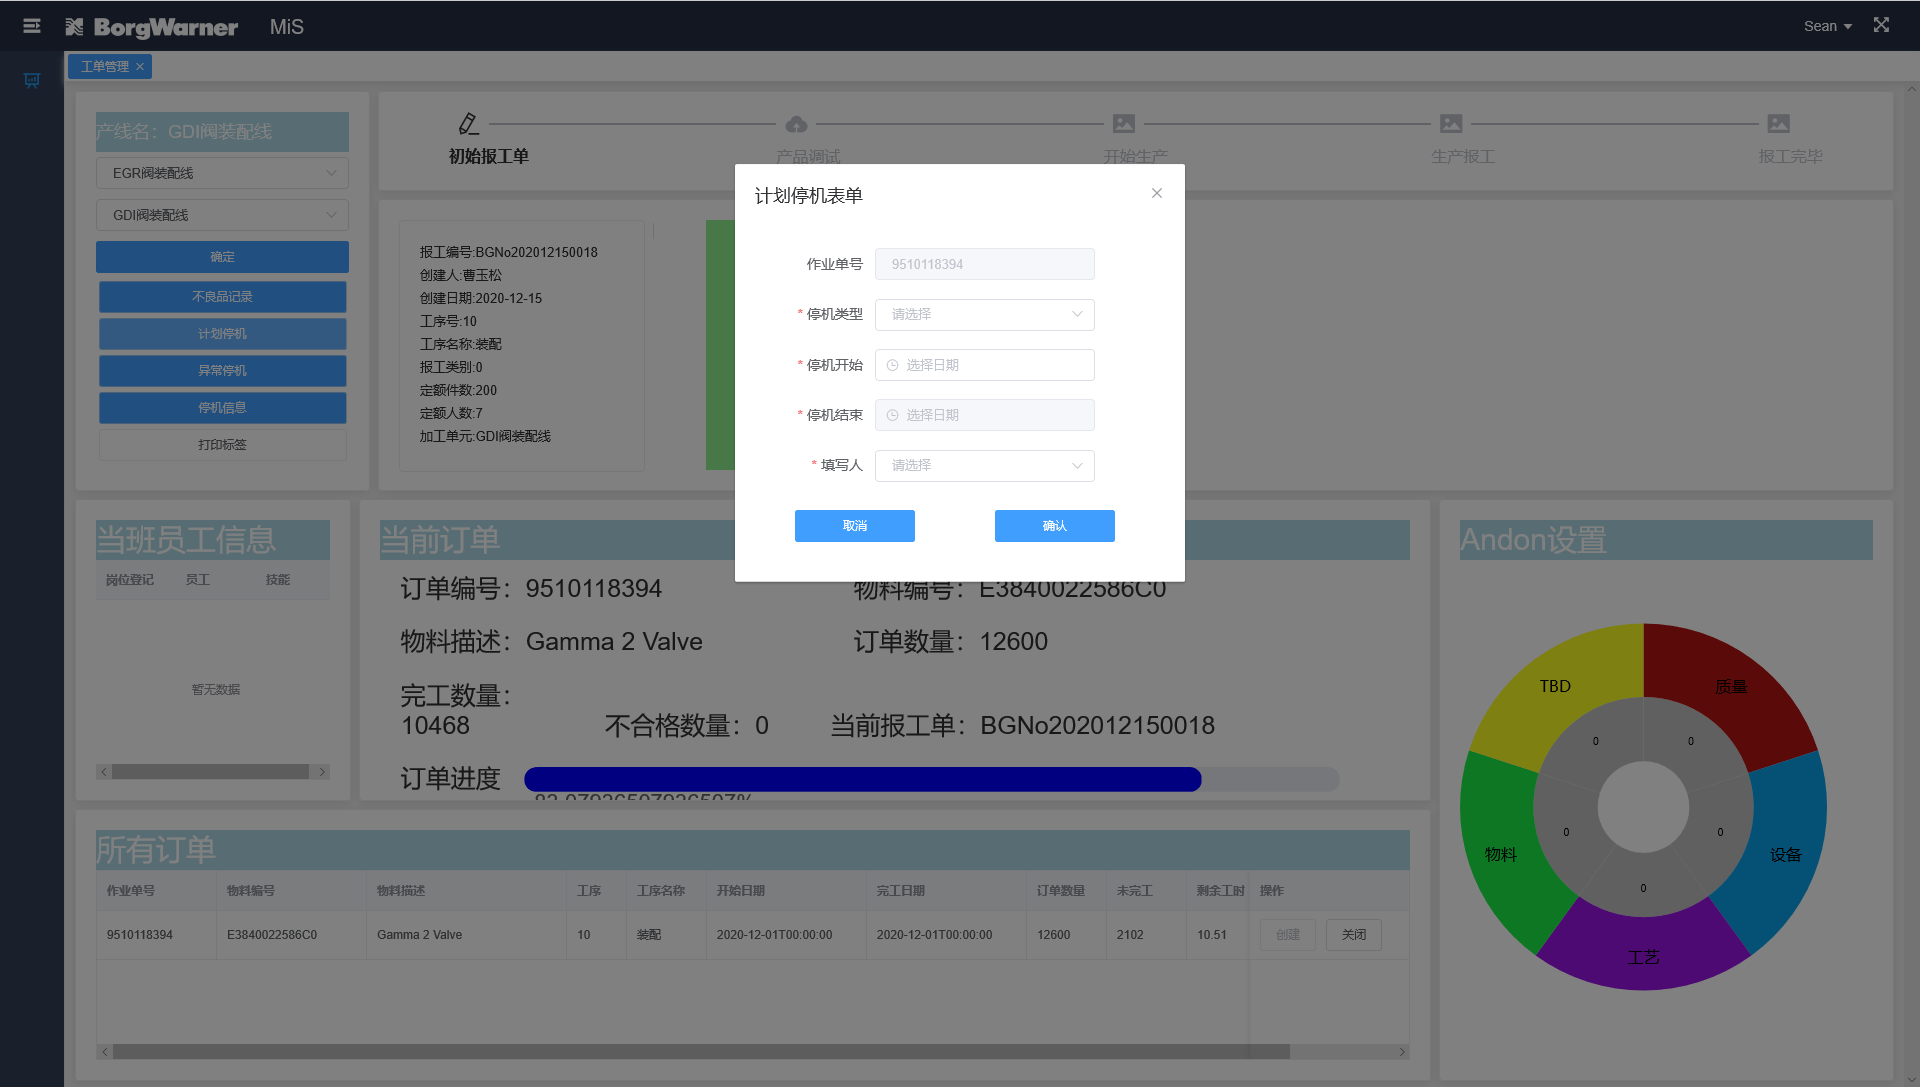 BorgWarner MiS
Sean
工单管理
产线名：GDI阀装配线
EGR阀装配线
GDI阀装配线
确定
不良品记录
计划停机
异常停机
停机信息
打印标签
初始报工单
产品调试
开始生产
生产报工
报工完毕
报工编号:BGNo202012150018
创建人:曹玉松
创建日期:2020-12-15
工序号:10
工序名称:装配
报工类别:0
定额件数:200
定额人数:7
加工单元:GDI阀装配线
计划停机表单
作业单号 9510118394
* 停机类型 请选择
* 停机开始 选择日期
* 停机结束 选择日期
* 填写人 请选择
取消 确认
当班员工信息
岗位登记 员工 技能
暂无数据
当前订单
订单编号：9510118394 物料编号：E3840022586C0
物料描述：Gamma 2 Valve 订单数量：12600
完工数量：
10468 不合格数量：0 当前报工单：BGNo202012150018
订单进度
83.07936507936507%
Andon设置
TBD
质量
设备
工艺
物料
0
0
0
0
0
所有订单
作业单号 物料编号 物料描述 工序 工序名称 开始日期 完工日期 订单数量 未完工 剩余工时 操作
9510118394 E3840022586C0 Gamma 2 Valve 10 装配 2020-12-01T00:00:00 2020-12-01T00:00:00 12600 2102 10.51 创建 关闭